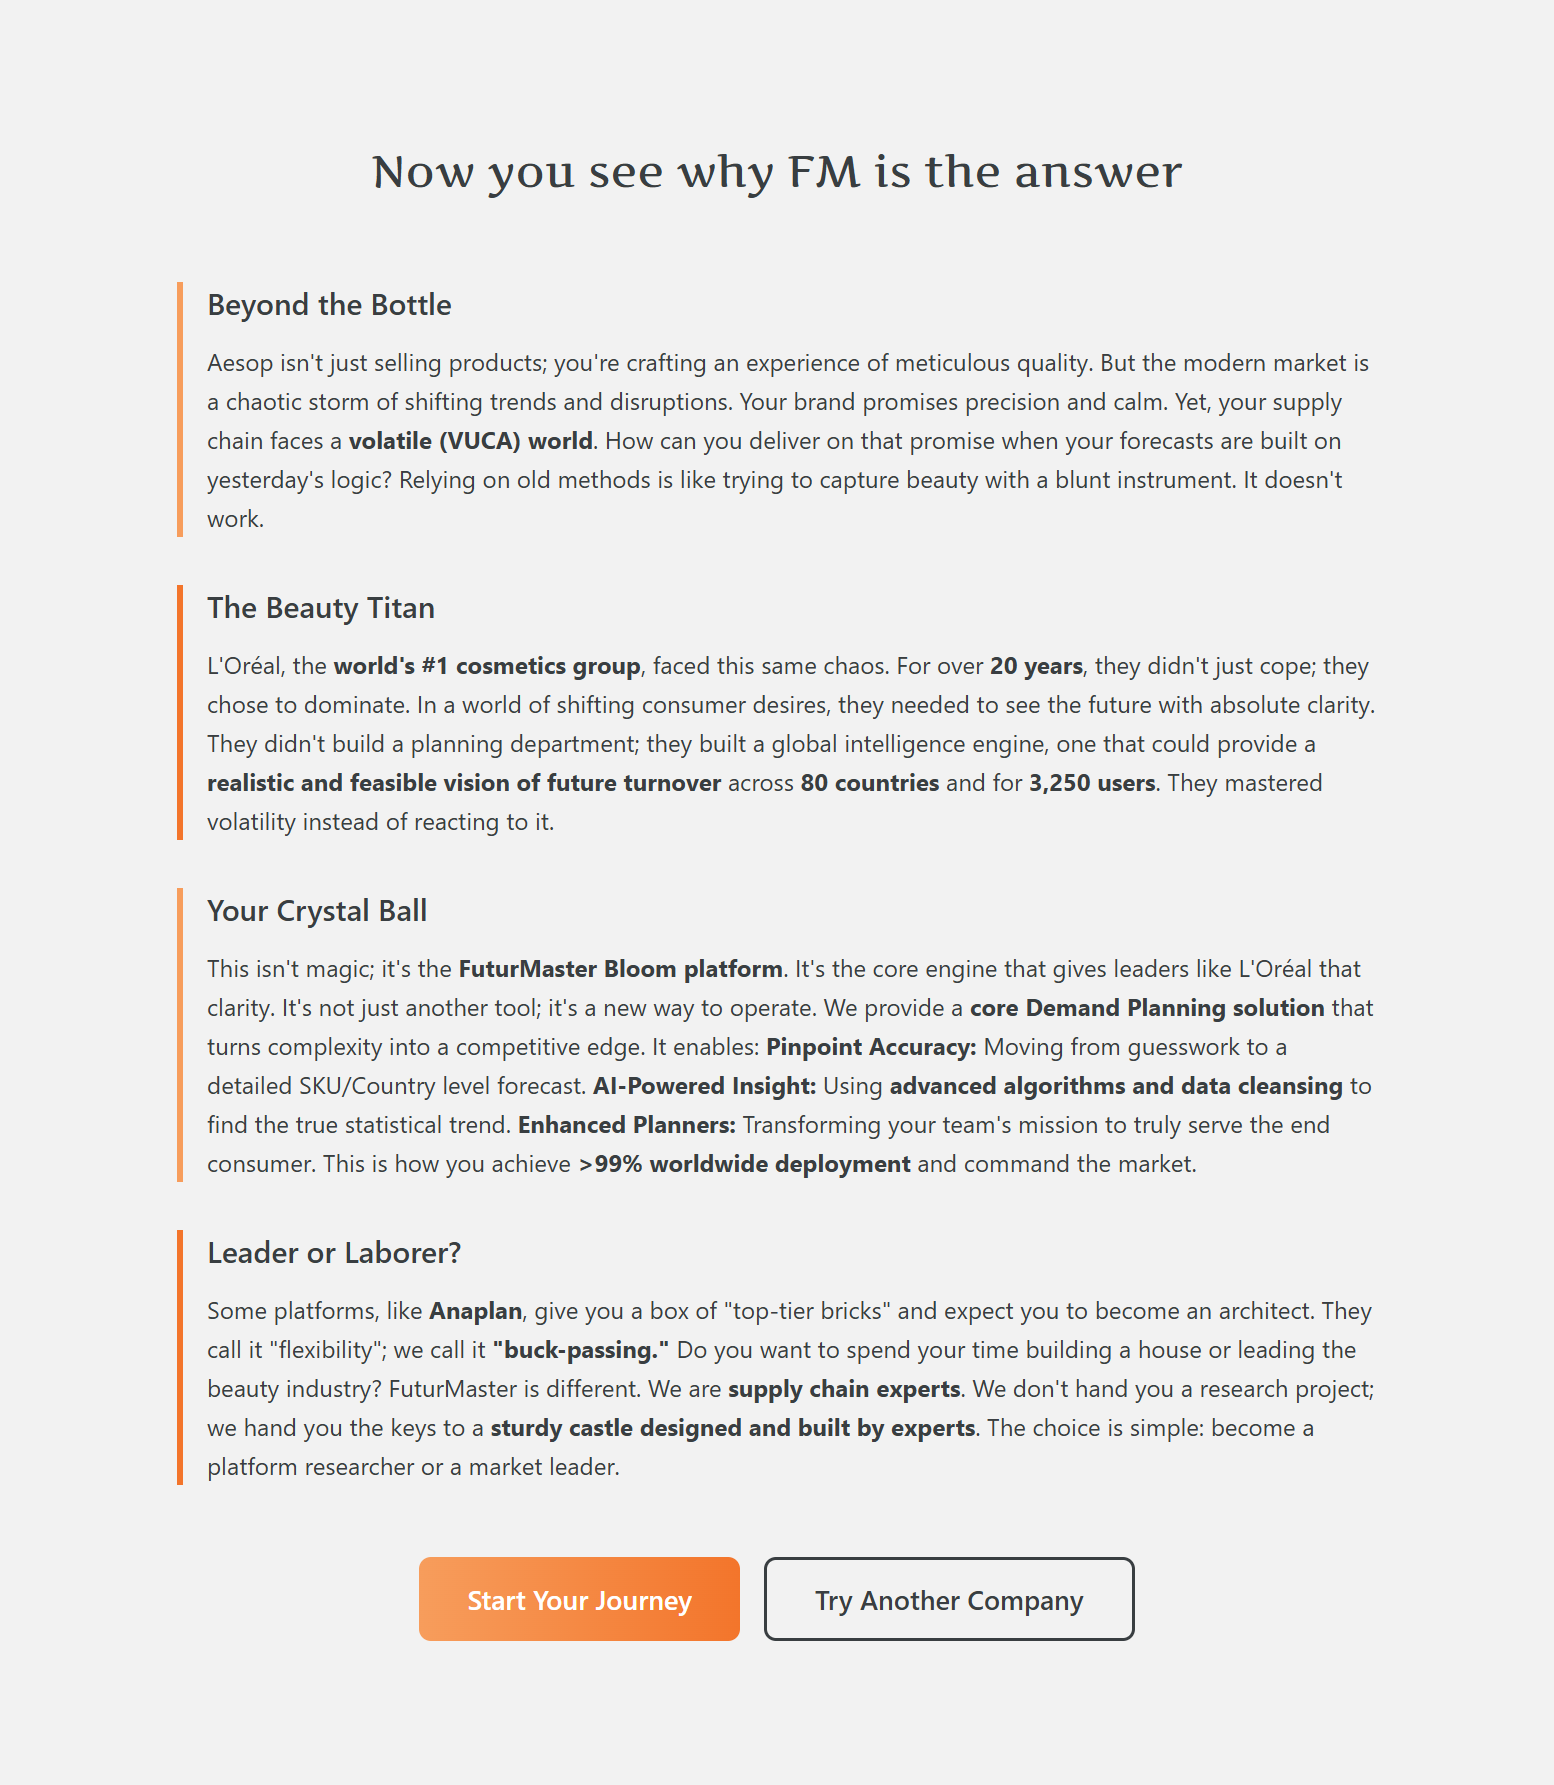 Now you see why FM is the answer
Beyond the Bottle
Aesop isn't just selling products; you're crafting an experience of meticulous quality. But the modern market is
a chaotic storm of shifting trends and disruptions. Your brand promises precision and calm. Yet, your supply
chain faces a volatile (VUCA) world. How can you deliver on that promise when your forecasts are built on
yesterday's logic? Relying on old methods is like trying to capture beauty with a blunt instrument. It doesn't
work.
The Beauty Titan
L'Oréal, the world's #1 cosmetics group, faced this same chaos. For over 20 years, they didn't just cope; they
chose to dominate. In a world of shifting consumer desires, they needed to see the future with absolute clarity.
They didn't build a planning department; they built a global intelligence engine, one that could provide a
realistic and feasible vision of future turnover across 80 countries and for 3,250 users. They mastered
volatility instead of reacting to it.
Your Crystal Ball
This isn't magic; it's the FuturMaster Bloom platform. It's the core engine that gives leaders like L'Oréal that
clarity. It's not just another tool; it's a new way to operate. We provide a core Demand Planning solution that
turns complexity into a competitive edge. It enables: Pinpoint Accuracy: Moving from guesswork to a
detailed SKU/Country level forecast. AI-Powered Insight: Using advanced algorithms and data cleansing to
find the true statistical trend. Enhanced Planners: Transforming your team's mission to truly serve the end
consumer. This is how you achieve >99% worldwide deployment and command the market.
Leader or Laborer?
Some platforms, like Anaplan, give you a box of "top-tier bricks" and expect you to become an architect. They
call it "flexibility"; we call it "buck-passing." Do you want to spend your time building a house or leading the
beauty industry? FuturMaster is different. We are supply chain experts. We don't hand you a research project;
we hand you the keys to a sturdy castle designed and built by experts. The choice is simple: become a
platform researcher or a market leader.
Start Your Journey
Try Another Company